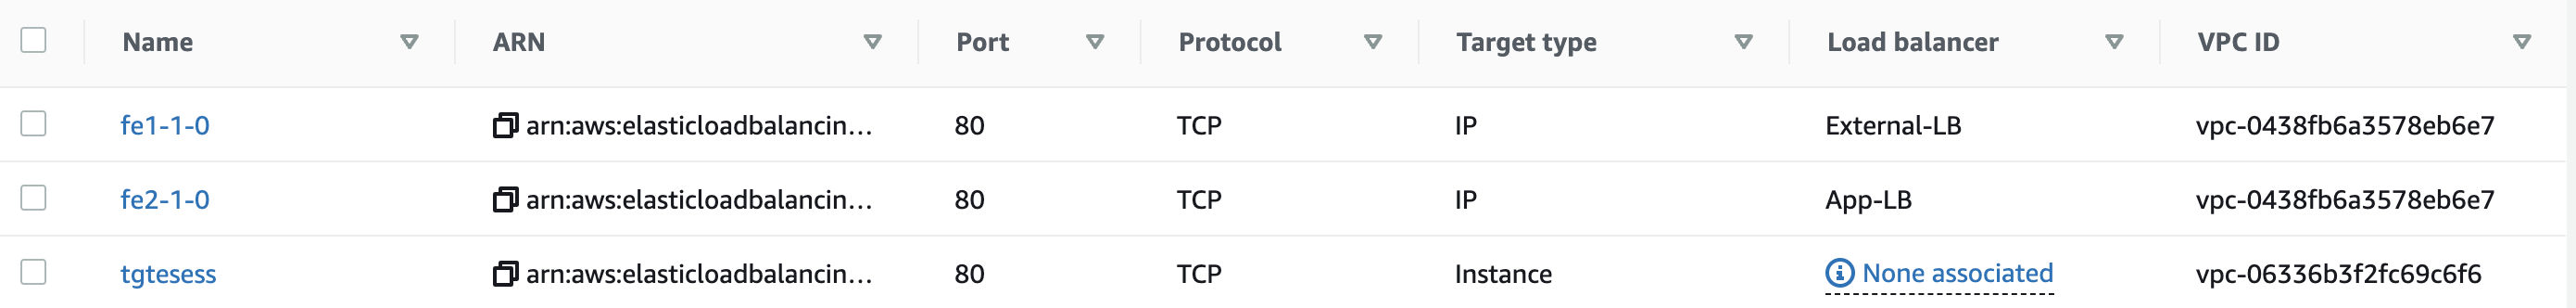 Name ARN Port Protocol Target type Load balancer VPC ID
fe1-1-0 arn:aws:elasticloadbalancin... 80 TCP IP External-LB vpc-0438fb6a3578eb6e7
fe2-1-0 arn:aws:elasticloadbalancin... 80 TCP IP App-LB vpc-0438fb6a3578eb6e7
tgtesess arn:aws:elasticloadbalancin... 80 TCP Instance None associated vpc-06336b3f2fc69c6f6